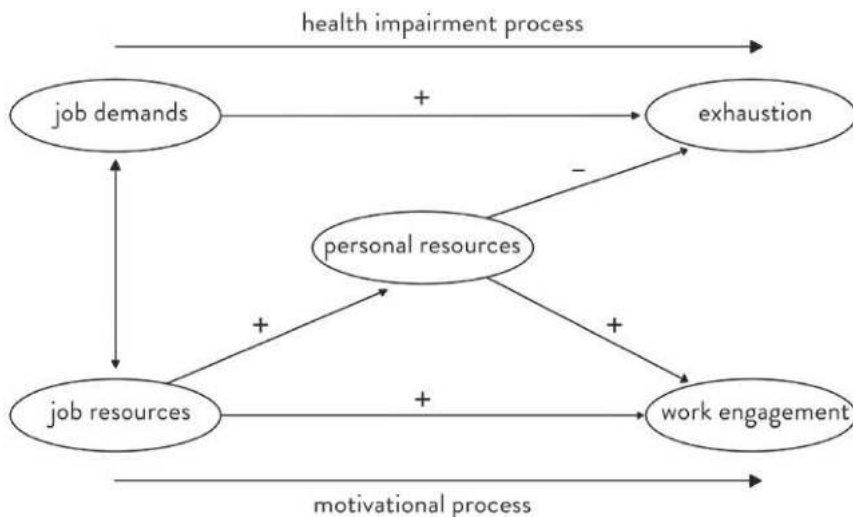 health impairment process
+
job demands
exhaustion
–
personal resources
+
+
+
job resources
work engagement
motivational process